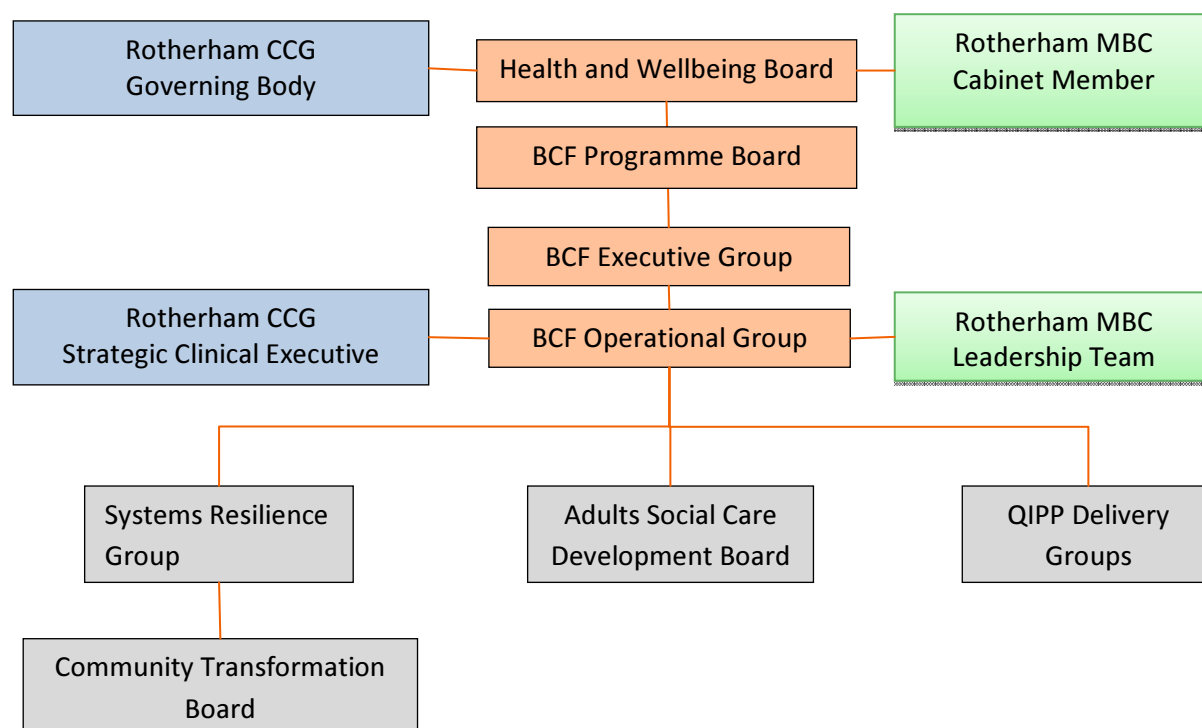 Rotherham CCG
Governing Body
Health and Wellbeing Board
Rotherham MBC
Cabinet Member
BCF Programme Board
BCF Executive Group
Rotherham CCG
Strategic Clinical Executive
BCF Operational Group
Rotherham MBC
Leadership Team
Systems Resilience
Group
Adults Social Care
Development Board
QIPP Delivery
Groups
Community Transformation
Board